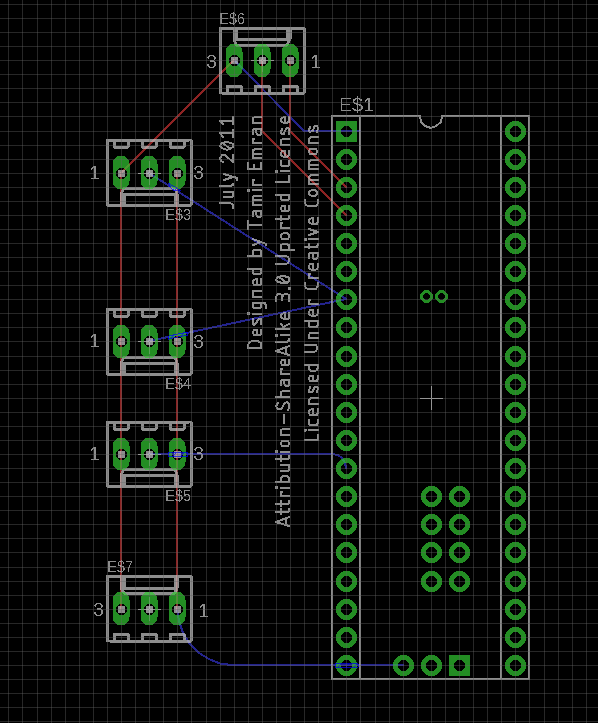 E$6
3
1
E$1
1
3
E$3
July 2011
Designed by Tamir Emran
Attribution-ShareAlike 3.0 Uported License
Licensed Under Creative Commons
1
3
E$4
1
3
E$5
E$7
3
1